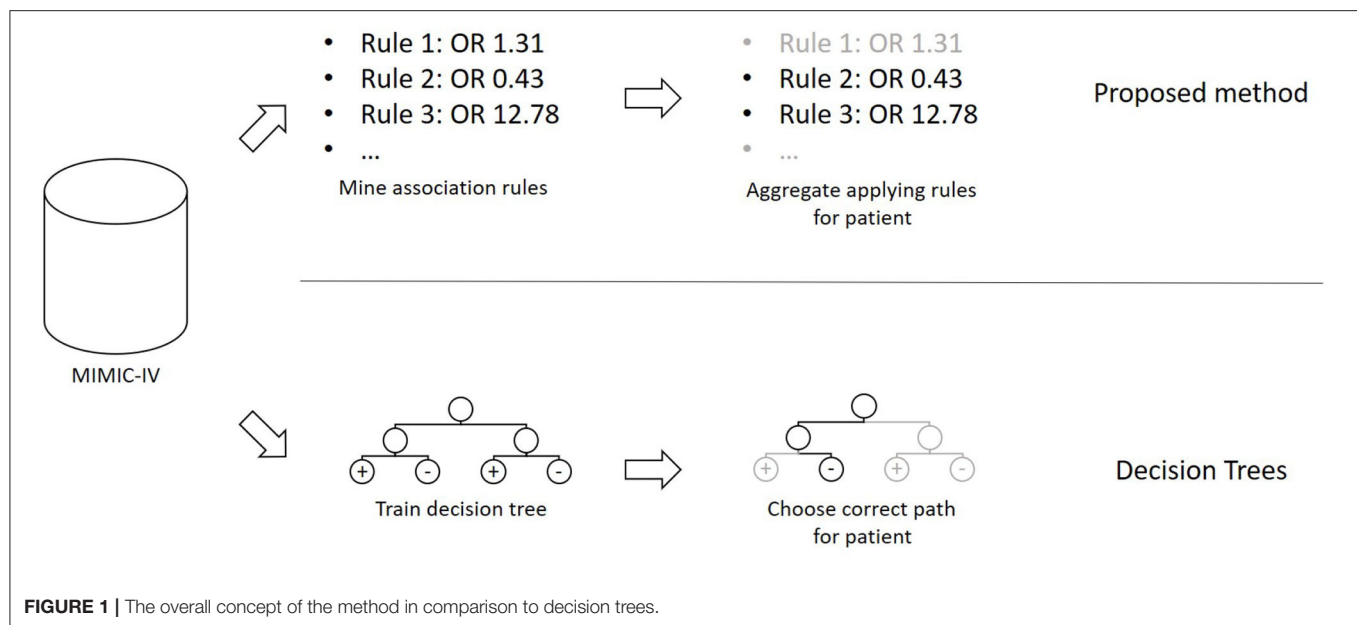 • Rule 1: OR 1.31
• Rule 2: OR 0.43
• Rule 3: OR 12.78
• ...
Mine association rules
• Rule 1: OR 1.31
• Rule 2: OR 0.43
• Rule 3: OR 12.78
• ...
Aggregate applying rules
for patient
Proposed method
MIMIC-IV
+ - + -
Train decision tree
+ - + -
Choose correct path
for patient
Decision Trees
FIGURE 1 | The overall concept of the method in comparison to decision trees.